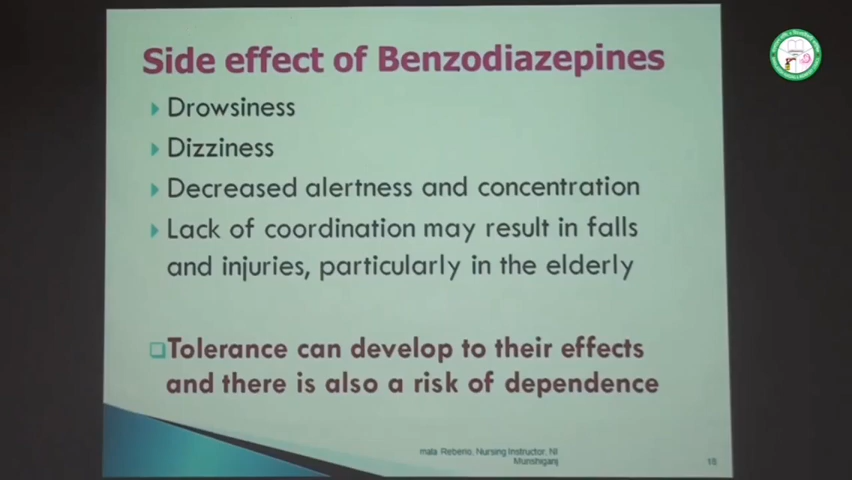 Side effect of Benzodiazepines
Drowsiness
Dizziness
Decreased alertness and concentration
Lack of coordination may result in falls
and injuries, particularly in the elderly
Tolerance can develop to their effects
and there is also a risk of dependence
mala Reberio, Nursing Instructor, NI
Munshiganj